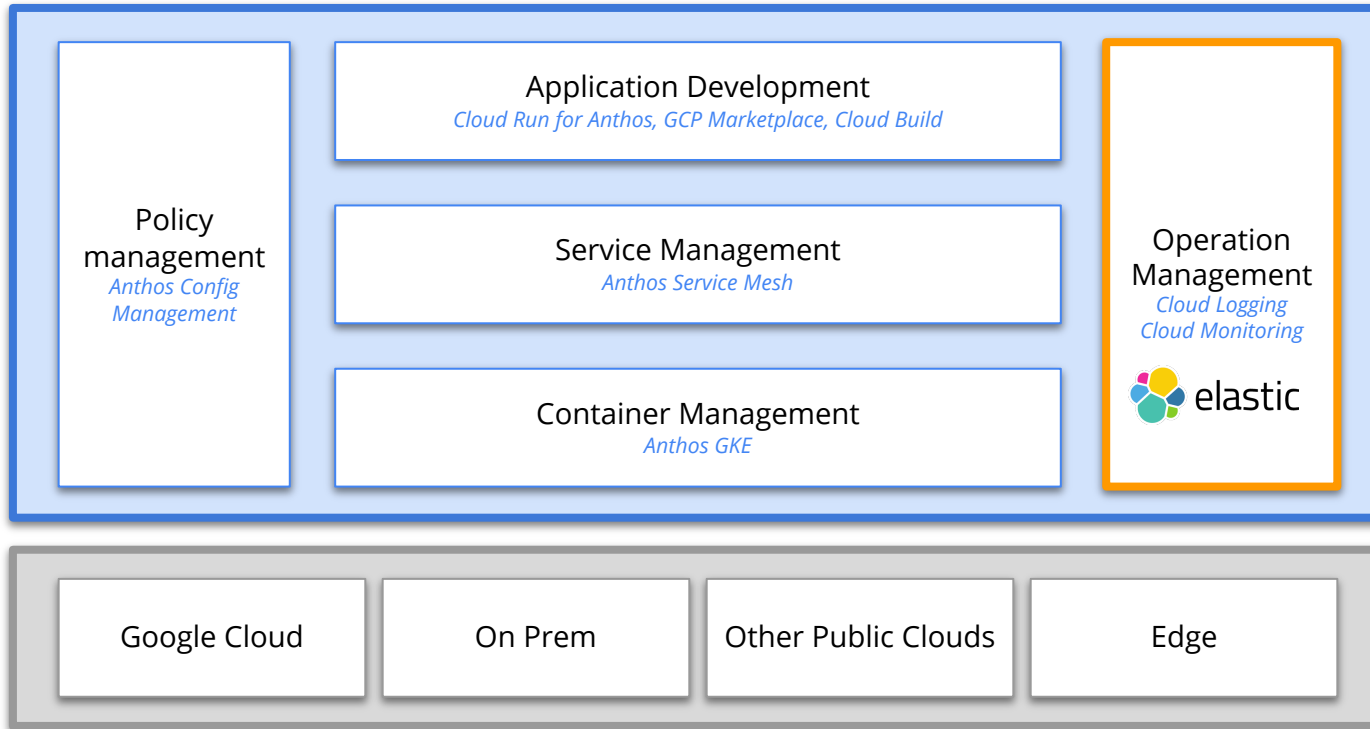 Application Development
Cloud Run for Anthos, GCP Marketplace, Cloud Build
Policy
management
Anthos Config
Management
Service Management
Anthos Service Mesh
Operation
Management
Cloud Logging
Cloud Monitoring
elastic
Container Management
Anthos GKE
Google Cloud
On Prem
Other Public Clouds
Edge